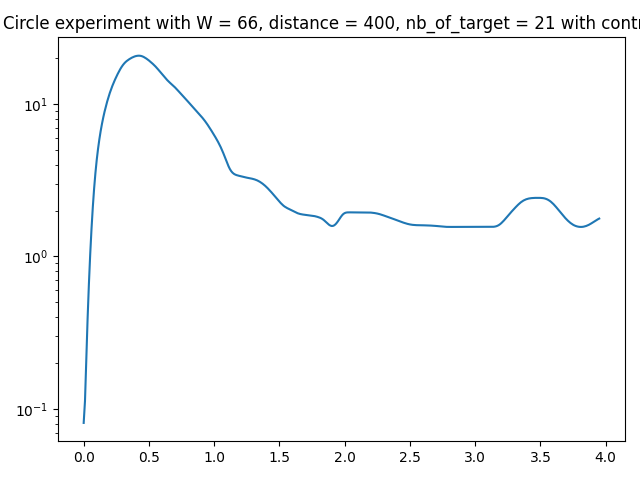 Circle experiment with W = 66, distance = 400, nb_of_target = 21 with contr
10¹
10⁰
10⁻¹
0.0 0.5 1.0 1.5 2.0 2.5 3.0 3.5 4.0